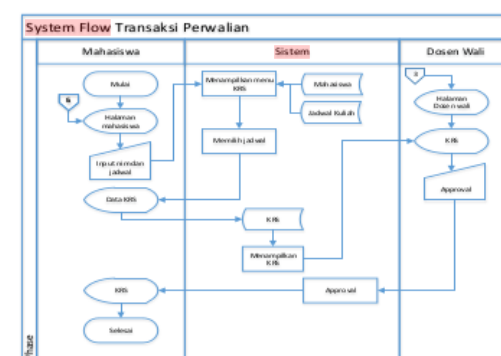 System Flow Transaksi Perwalian
Mahasiswa
Sistem
Dosen Wali
Mulai
Menampilkan menu
KRS
Mahasiswa
Jadwal Kuliah
Halaman
Dosen wali
Halaman
mahasiswa
Memilih jadwal
KRS
Input nim dan
jadwal
Approval
Data KRS
KRS
Menampilkan
KRS
KRS
Approval
Selesai
Phase